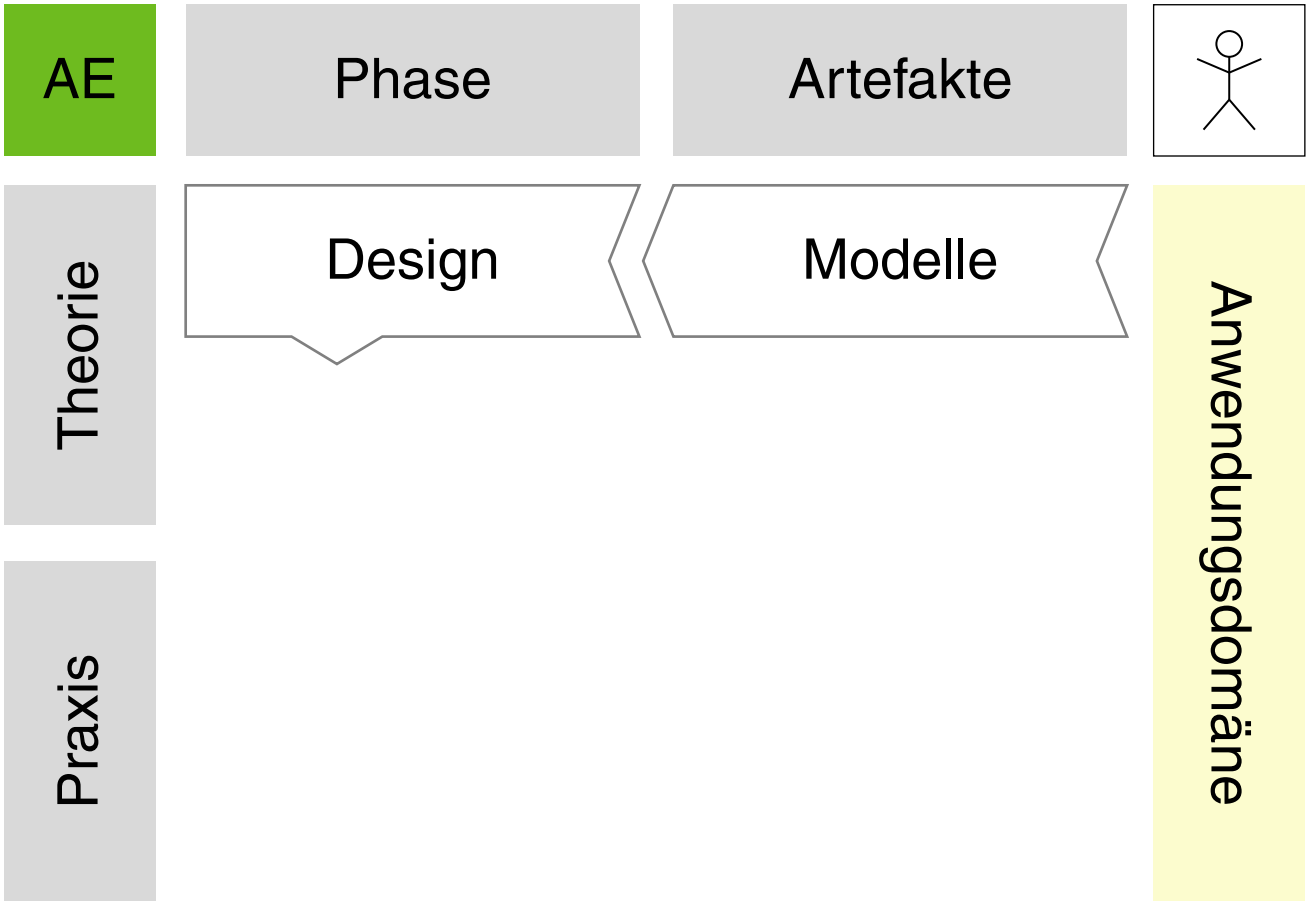 AE
Phase
Artefakte
Theorie
Design
Modelle
Anwendungsdomäne
Praxis